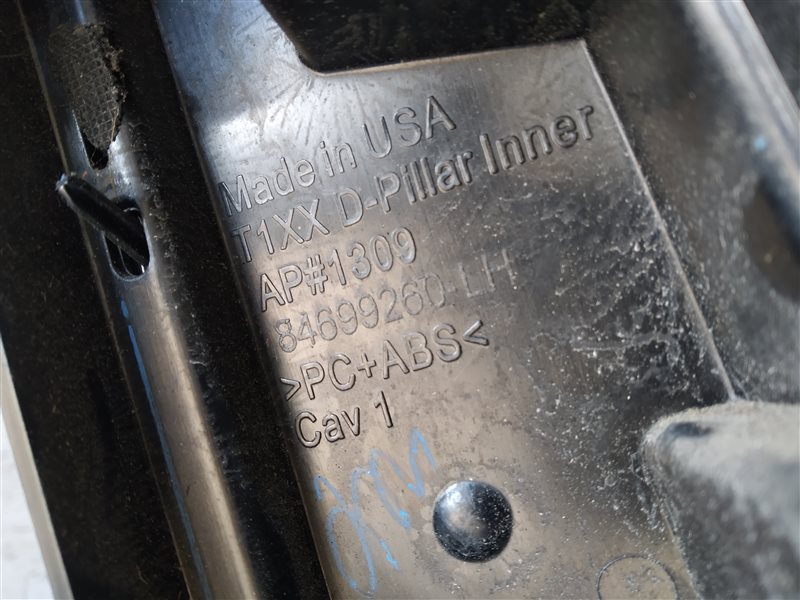 Made in USA
T1XX D-Pillar Inner
AP#1309
84699260-LH
>PC+ABS<
Cav 1